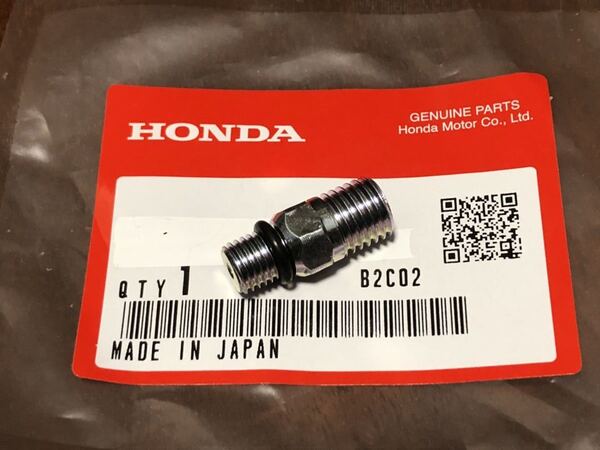 HONDA
GENUINE PARTS
Honda Motor Co., Ltd.
QTY 1
B2C02
MADE IN JAPAN